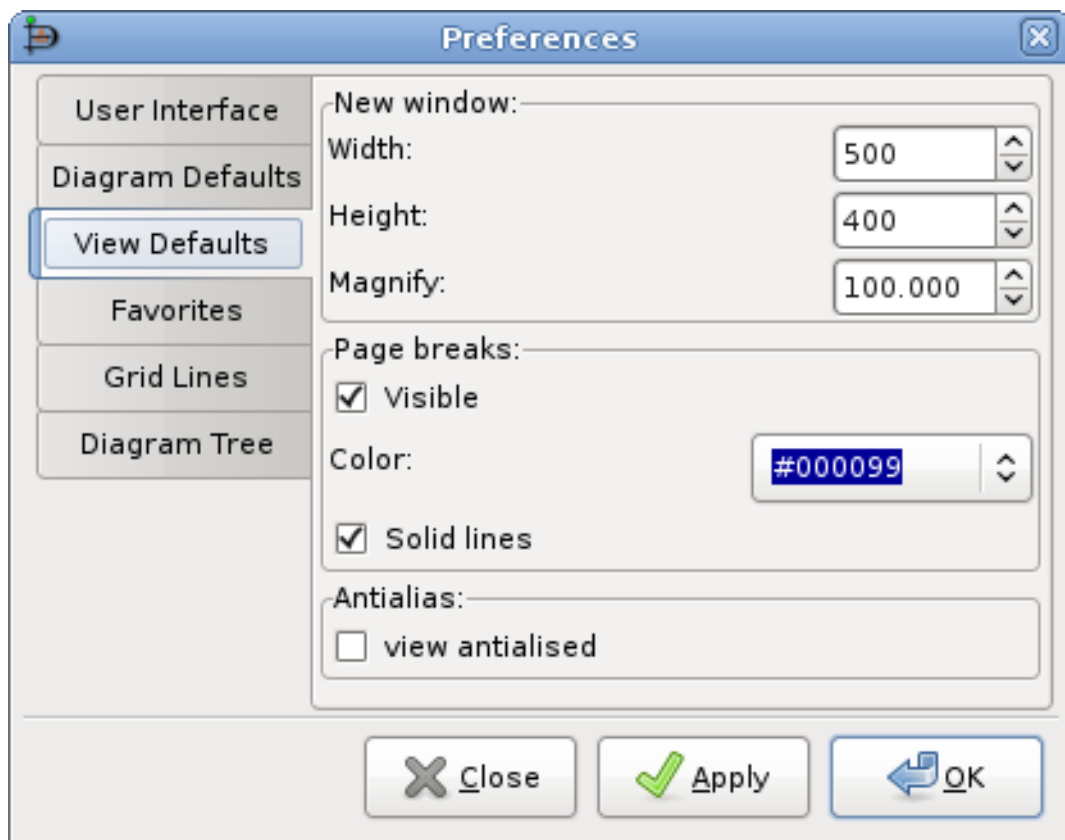 Preferences
User Interface
Diagram Defaults
View Defaults
Favorites
Grid Lines
Diagram Tree
New window:
Width: 500
Height: 400
Magnify: 100.000
Page breaks:
Visible
Color: #000099
Solid lines
Antialias:
view antialised
Close Apply OK